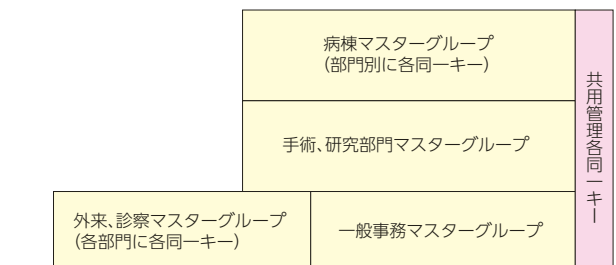 病棟マスターグループ
(部門別に各同一キー)
手術、研究部門マスターグループ
外来、診察マスターグループ
(各部門に各同一キー)
一般事務マスターグループ
共用管理各同一キー